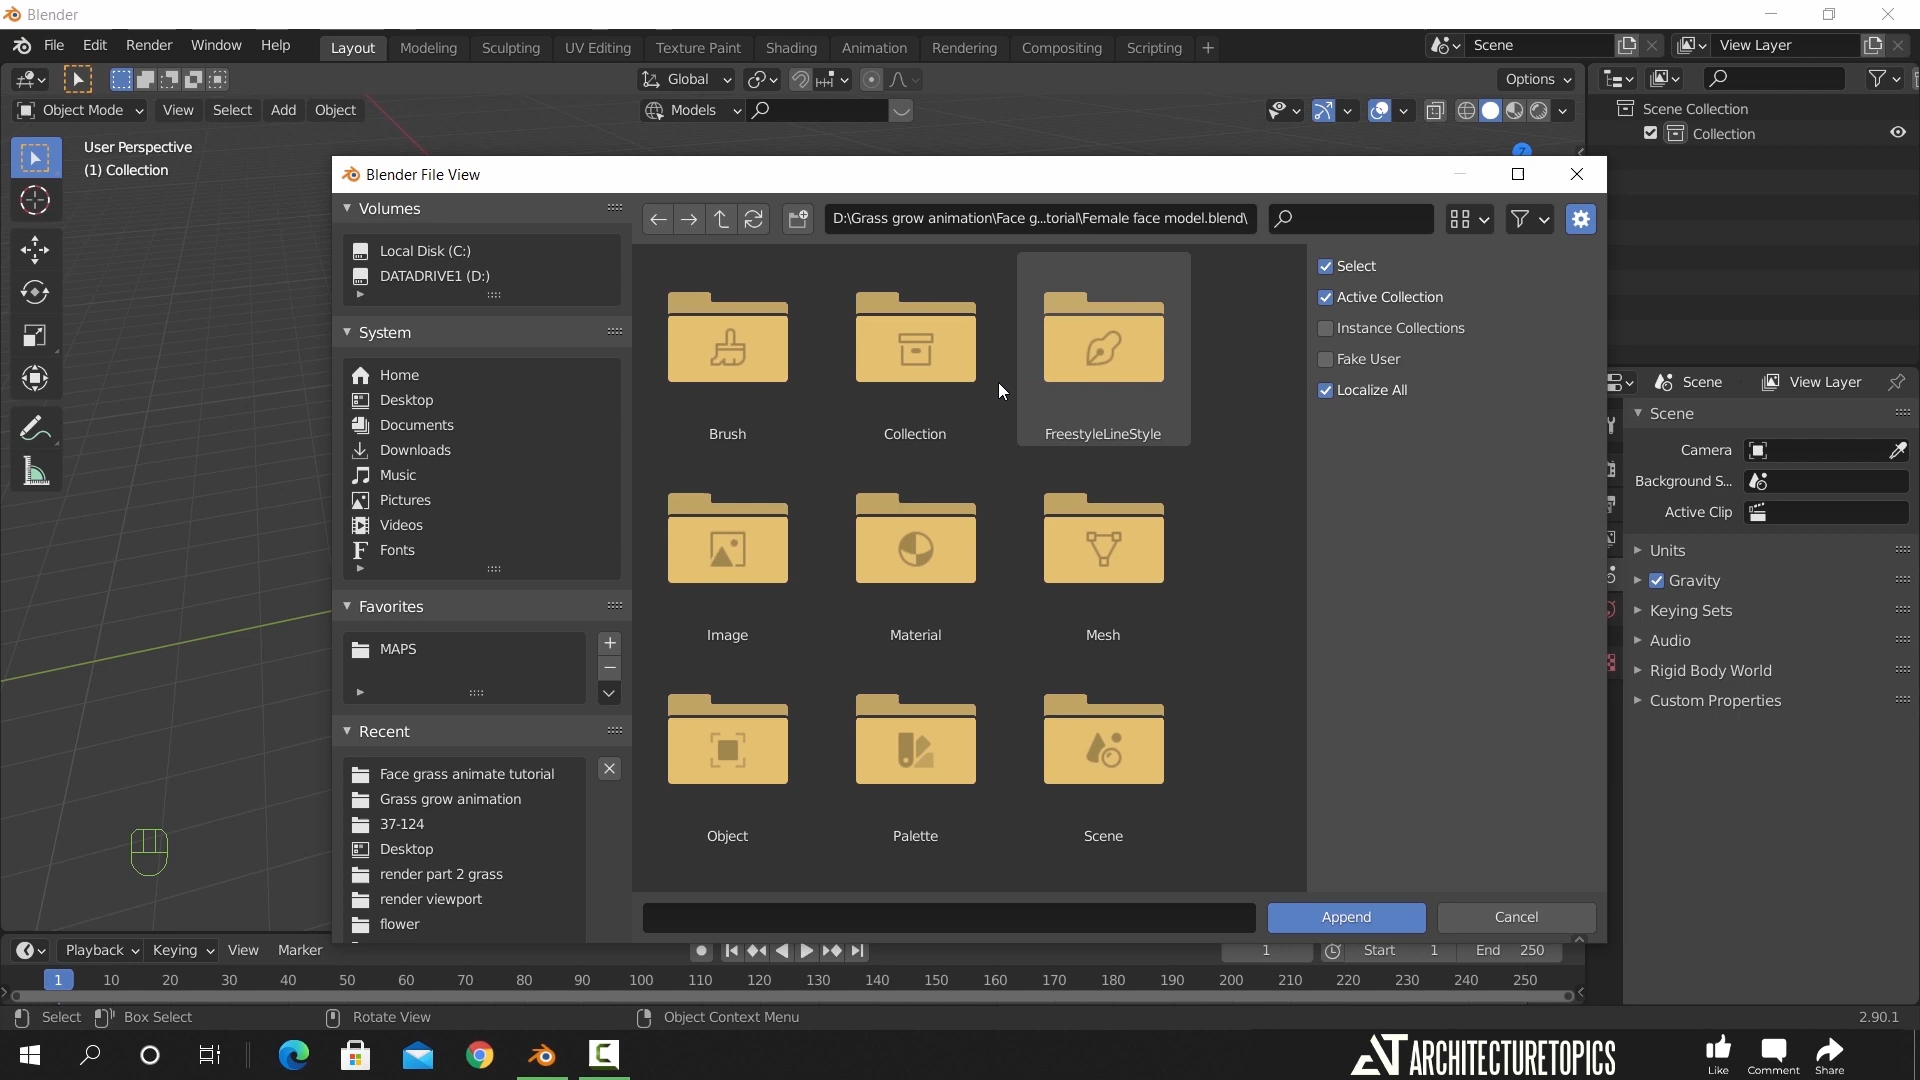 Blender
File Edit Render Window Help Layout Modeling Sculpting UV Editing Texture Paint Shading Animation Rendering Compositing Scripting + Scene View Layer
Global Options
Object Mode View Select Add Object Models Scene Collection
Collection
User Perspective
(1) Collection
Z
Blender File View
Volumes
D:\Grass grow animation\Face g...torial\Female face model.blend\
Local Disk (C:)
DATADRIVE1 (D:)
System
Home
Desktop
Documents
Downloads
Music
Pictures
Videos
Fonts
Favorites
MAPS
Recent
Face grass animate tutorial
Grass grow animation
37-124
Desktop
render part 2 grass
render viewport
flower
Brush Collection FreestyleLineStyle
Image Material Mesh
Object Palette Scene
Select
Active Collection
Instance Collections
Fake User
Localize All
Append Cancel
Scene View Layer
Scene
Camera
Background S...
Active Clip
Units
Gravity
Keying Sets
Audio
Rigid Body World
Custom Properties
Playback Keying View Marker 1 Start 1 End 250
1 10 20 30 40 50 60 70 80 90 100 110 120 130 140 150 160 170 180 190 200 210 220 230 240 250
Select Box Select Rotate View Object Context Menu 2.90.1
ARCHITECTURETOPICS
Like Comment Share